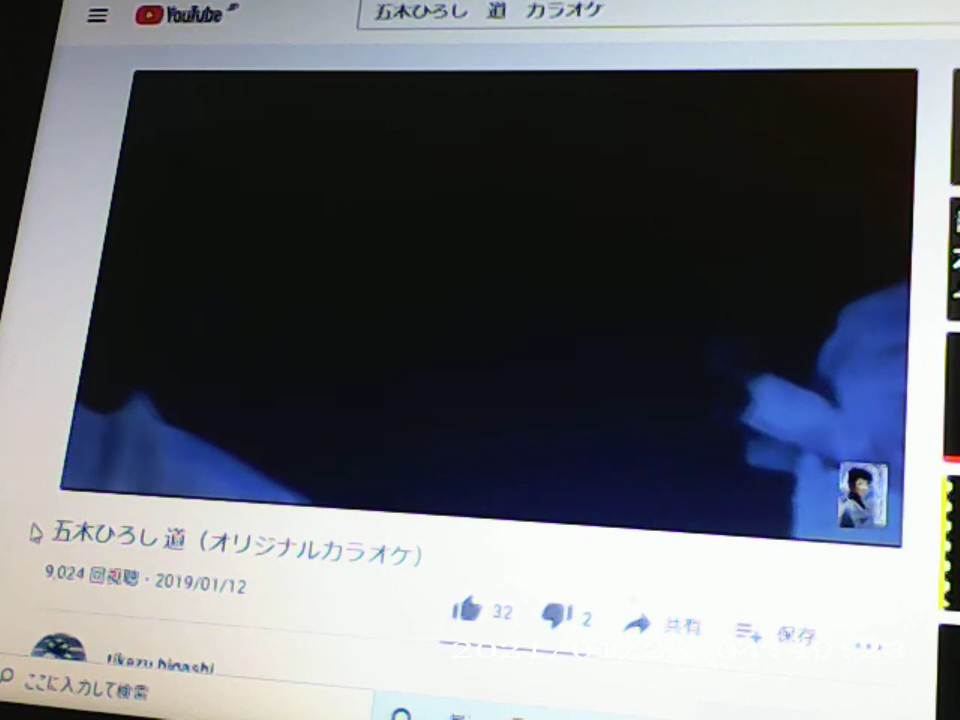 YouTube JP
五木ひろし 道 カラオケ
五木ひろし 道（オリジナルカラオケ）
9,024 回視聴・2019/01/12
32 2 共有 保存
ここに入力して検索